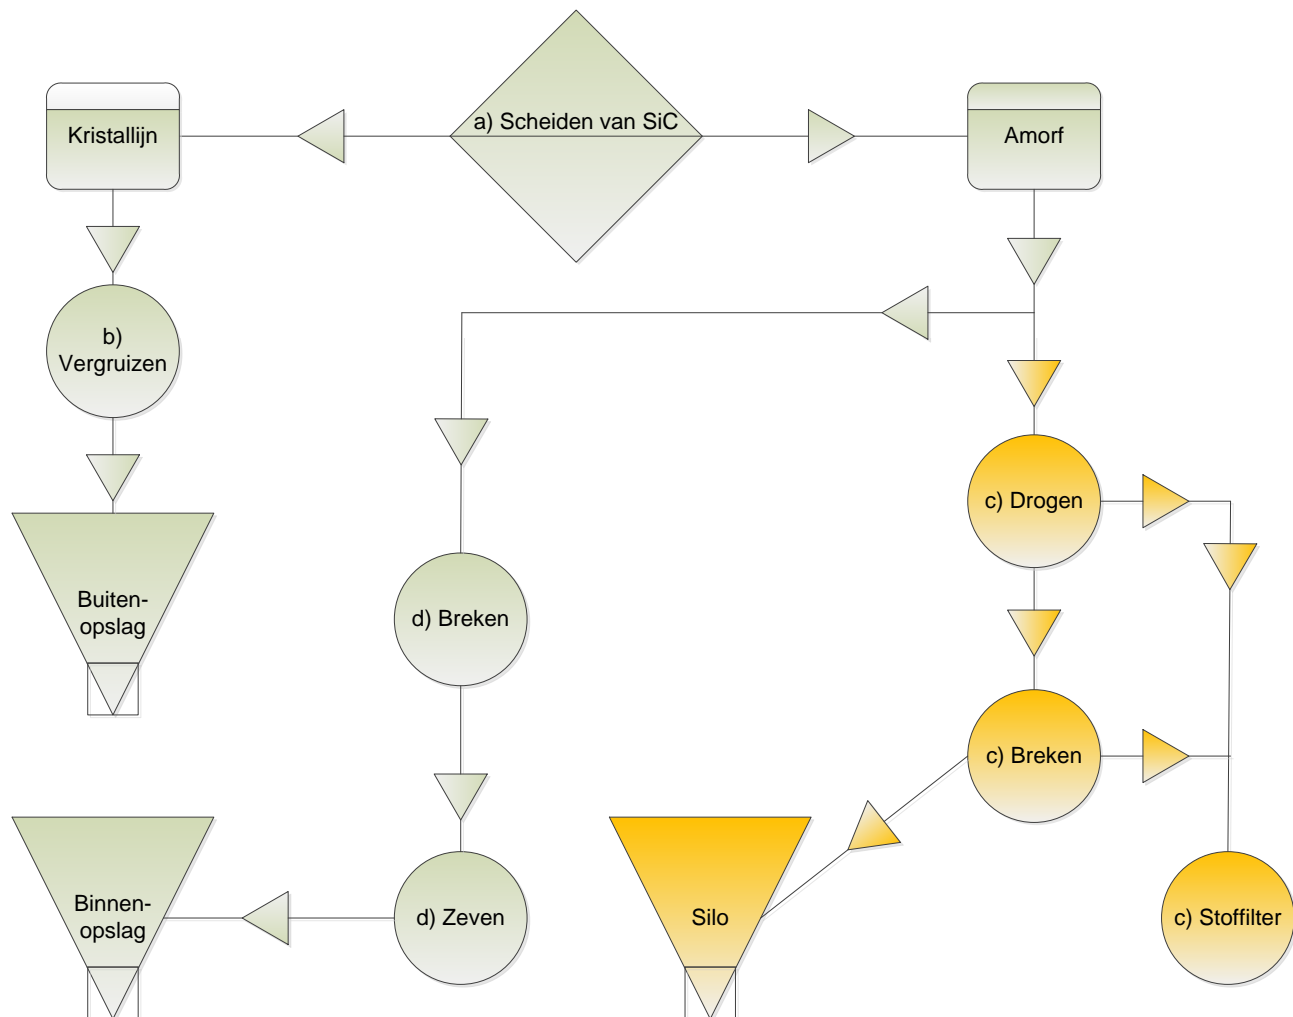 a) Scheiden van SiC
Kristallijn
Amorf
b)
Vergruizen
c) Drogen
Buiten-
opslag
d) Breken
c) Breken
Binnen-
opslag
d) Zeven
Silo
c) Stoffilter